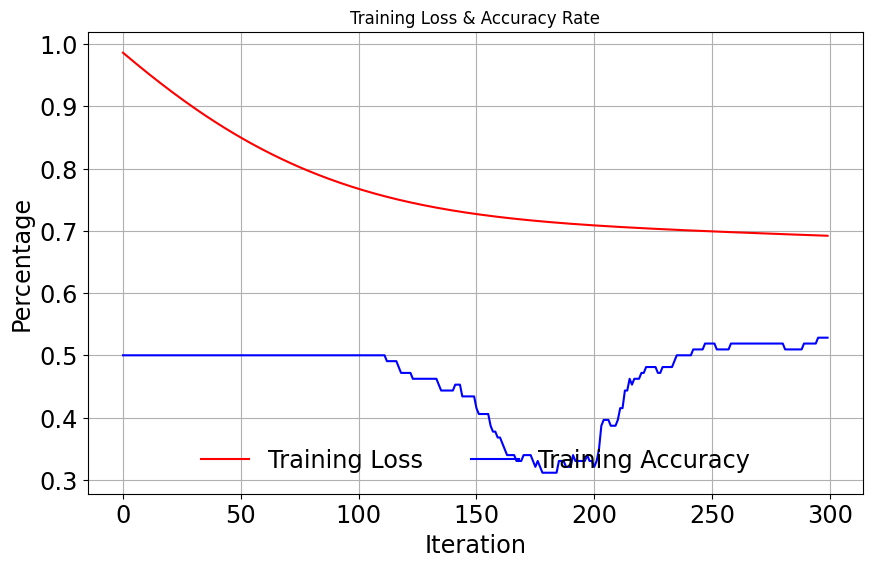 Training Loss & Accuracy Rate
1.0
0.9
0.8
0.7
0.6
0.5
0.4
0.3
Percentage
Training Loss
Training Accuracy
0 50 100 150 200 250 300
Iteration